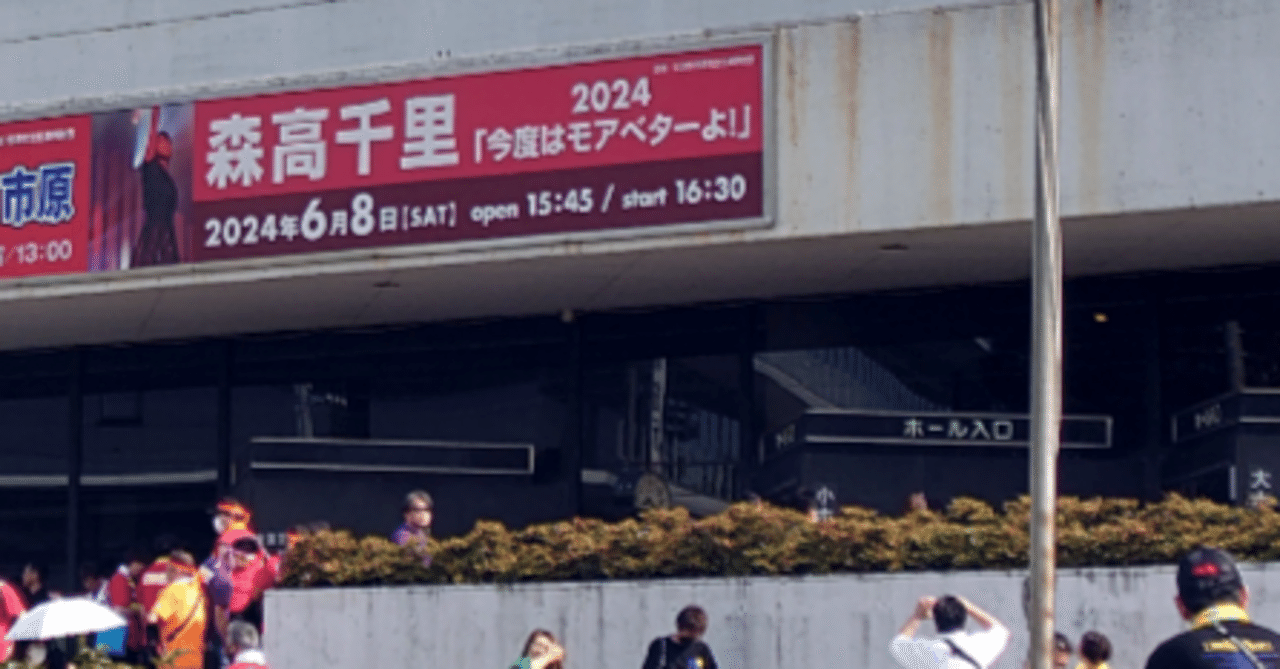 市原
/13:00
森高千里
2024
「今度はモアベターよ!」
2024年6月8日[SAT] open 15:45 / start 16:30
ホール入口
小
大